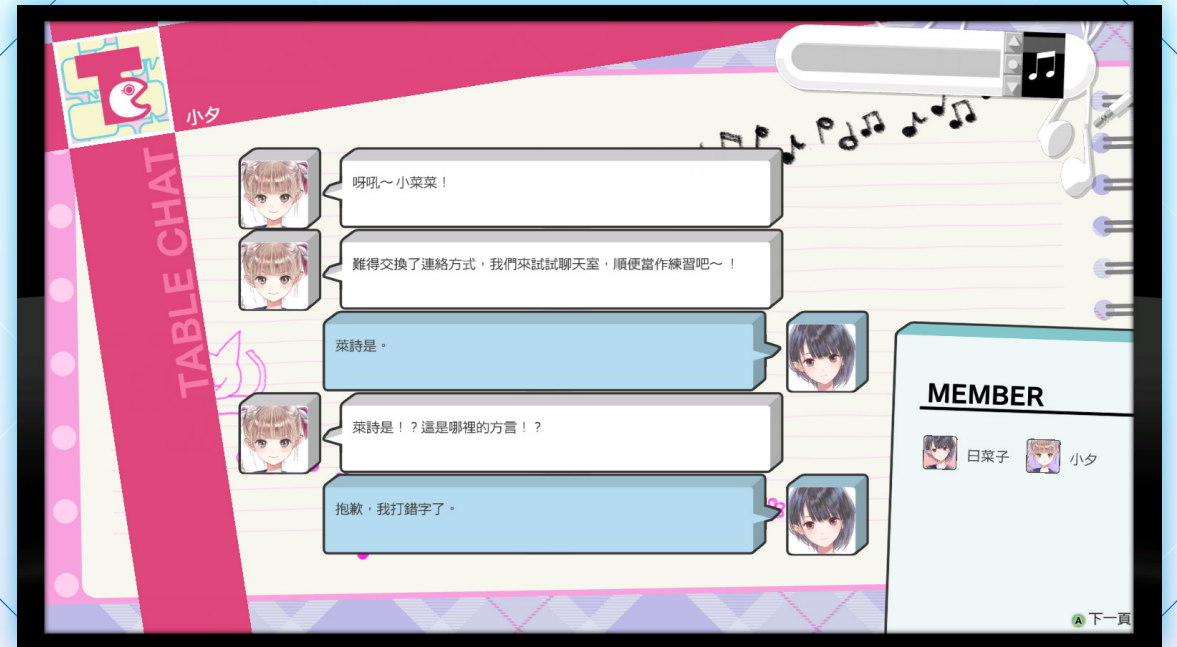 小夕
TABLE CHAT
呀吼～小菜菜！
難得交換了連絡方式，我們來試試聊天室，順便當作練習吧～！
萊詩是。
萊詩是！？這是哪裡的方言！？
抱歉，我打錯字了。
MEMBER
日菜子 小夕
A 下一頁